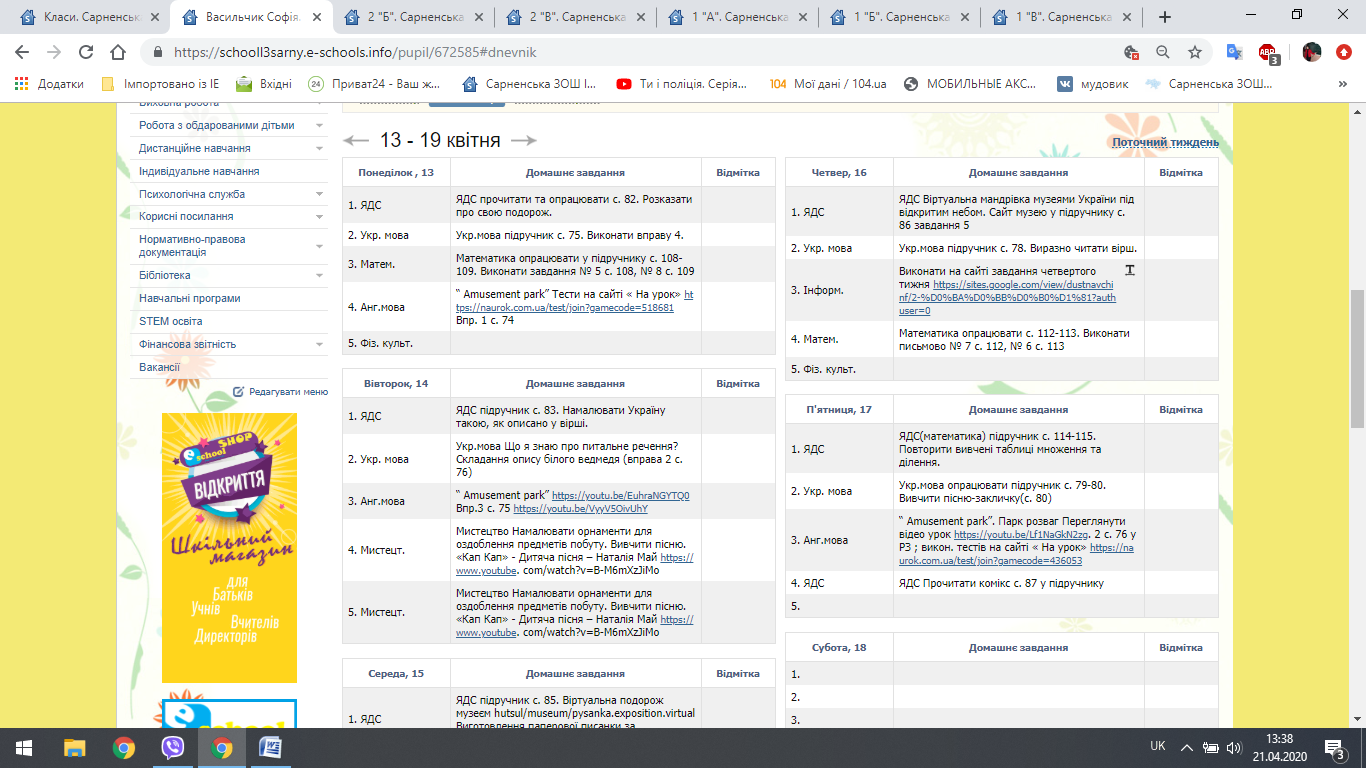 Класи. Сарненська
Васильчик Софія.
2 "Б". Сарненська
2 "В". Сарненська
1 "А". Сарненська
1 "Б". Сарненська
1 "В". Сарненська
https://schooll3sarny.e-schools.info/pupil/672585#dnevnik
Додатки
Імпортовано із IE
Вхідні
Приват24 - Ваш ж...
Сарненська ЗОШ І...
Ти і поліція. Серія...
104 Мої дані / 104.ua
МОБИЛЬНЫЕ АКС...
мудовик
Сарненська ЗОШ...
Виховна робота
Робота з обдарованими дітьми
Дистанційне навчання
Індивідуальне навчання
Психологічна служба
Корисні посилання
Нормативно-правова
документація
Бібліотека
Навчальні програми
STEM освіта
Фінансова звітність
Вакансії
Редагувати меню
e school SHOP
ВІДКРИТТЯ
Шкільний
магазин
для
Батьків
Учнів
Вчителів
Директорів
13 - 19 квітня
Поточний тиждень
Понеділок , 13 Домашнє завдання Відмітка
1. ЯДС
ЯДС прочитати та опрацювати с. 82. Розказати
про свою подорож.
2. Укр. мова
Укр.мова підручник с. 75. Виконати вправу 4.
3. Матем.
Математика опрацювати у підручнику с. 108-
109. Виконати завдання № 5 с. 108, № 8 с. 109
4. Анг.мова
" Amusement park" Тести на сайті « На урок» ht
tps://naurok.com.ua/test/join?gamecode=518681
Впр. 1 с. 74
5. Фіз. культ.
Вівторок, 14 Домашнє завдання Відмітка
1. ЯДС
ЯДС підручник с. 83. Намалювати Україну
такою, як описано у вірші.
2. Укр. мова
Укр.мова Що я знаю про питальне речення?
Складання опису білого ведмедя (вправа 2 с.
76)
3. Анг.мова
" Amusement park" https://youtu.be/EuhraNGYTQ0
Впр.3 с. 75 https://youtu.be/VyyV5OivUhY
4. Мистецт.
Мистецтво Намалювати орнаменти для
оздоблення предметів побуту. Вивчити пісню.
«Кап Кап» - Дитяча пісня – Наталія Май https://
www.youtube. com/watch?v=B-M6mXzJiMo
5. Мистецт.
Мистецтво Намалювати орнаменти для
оздоблення предметів побуту. Вивчити пісню.
«Кап Кап» - Дитяча пісня – Наталія Май https://
www.youtube. com/watch?v=B-M6mXzJiMo
Середа, 15 Домашнє завдання Відмітка
1. ЯДС
ЯДС підручник с. 85. Віртуальна подорож
музеєм hutsul/museum/pysanka.exposition.virtual
Виготовлення паперової писанки за
Четвер, 16 Домашнє завдання Відмітка
1. ЯДС
ЯДС Віртуальна мандрівка музеями України під
відкритим небом. Сайт музею у підручнику с.
86 завдання 5
2. Укр. мова
Укр.мова підручник с. 78. Виразно читати вірш.
3. Інформ.
Виконати на сайті завдання четвертого
тижня https://sites.google.com/view/dustnavchi
nf/2-%D0%BA%D0%BB%D0%B0%D1%81?auth
user=0
4. Матем.
Математика опрацювати с. 112-113. Виконати
письмово № 7 с. 112, № 6 с. 113
5. Фіз. культ.
П'ятниця, 17 Домашнє завдання Відмітка
1. ЯДС
ЯДС(математика) підручник с. 114-115.
Повторити вивчені таблиці множення та
ділення.
2. Укр. мова
Укр.мова опрацювати підручник с. 79-80.
Вивчити пісню-закличку(с. 80)
3. Анг.мова
" Amusement park". Парк розваг Переглянути
відео урок https://youtu.be/Lf1NaGkN2zg. 2 с. 76 у
РЗ ; викон. тестів на сайті « На урок» https://na
urok.com.ua/test/join?gamecode=436053
4. ЯДС
ЯДС Прочитати комікс с. 87 у підручнику
5.
Субота, 18 Домашнє завдання Відмітка
1.
2.
3.
UK
13:38
21.04.2020
3